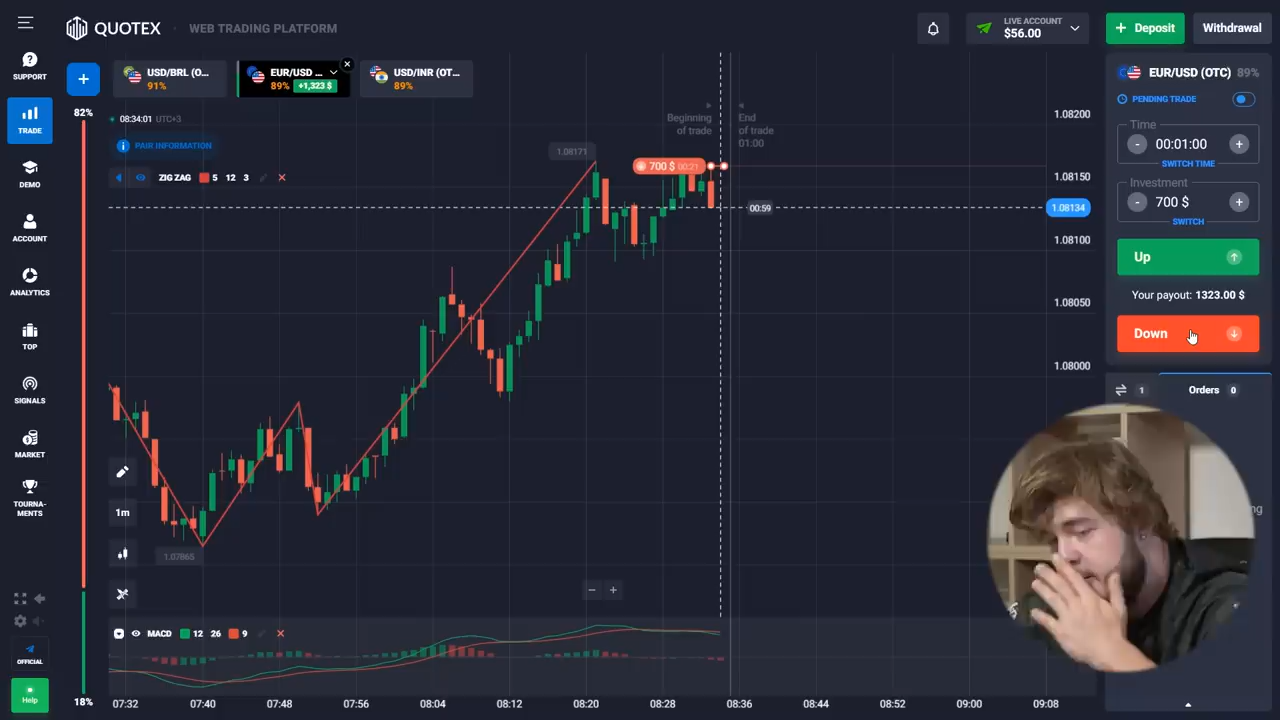 QUOTEX
WEB TRADING PLATFORM
LIVE ACCOUNT
$56.00
+ Deposit
Withdrawal
SUPPORT
TRADE
DEMO
ACCOUNT
ANALYTICS
TOP
SIGNALS
MARKET
TOURNA-
MENTS
OFFICIAL
Help
+
USD/BRL (O...
91%
EUR/USD ...
89% +1,323 $
USD/INR (OT...
89%
82%
18%
08:34:01 UTC+3
PAIR INFORMATION
ZIG ZAG 5 12 3
Beginning
of trade
End
of trade
01:00
1.08171
700 $ 00:21
00:59
1.07865
1.08200
1.08150
1.08134
1.08100
1.08050
1.08000
1m
MACD 12 26 9
07:32 07:40 07:48 07:56 08:04 08:12 08:20 08:28 08:36 08:44 08:52 09:00 09:08
EUR/USD (OTC) 89%
PENDING TRADE
Time
- 00:01:00 +
SWITCH TIME
Investment
- 700 $ +
SWITCH
Up
Your payout: 1323.00 $
Down
1
Orders 0